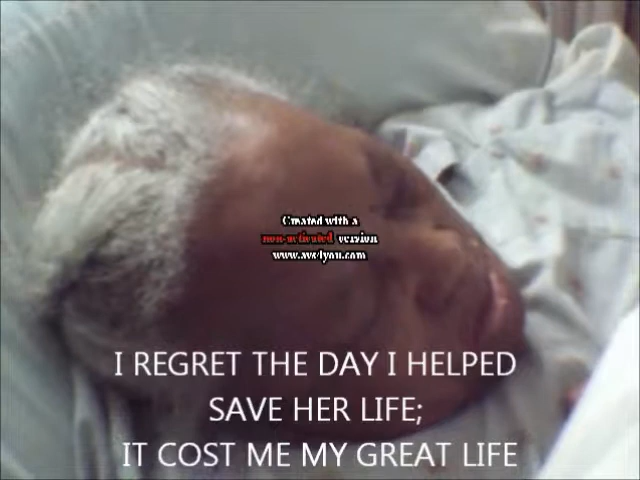 Created with a
non-activated version
www.avs4you.com
I REGRET THE DAY I HELPED
SAVE HER LIFE;
IT COST ME MY GREAT LIFE